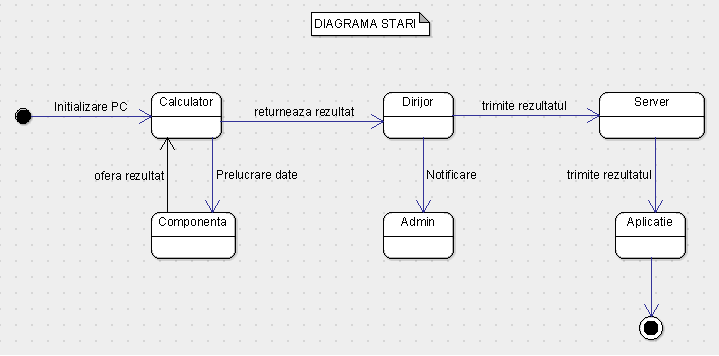 DIAGRAMA STARI
Initializare PC
Calculator
returneaza rezultat
Dirijor
trimite rezultatul
Server
ofera rezultat
Prelucrare date
Notificare
trimite rezultatul
Componenta
Admin
Aplicatie